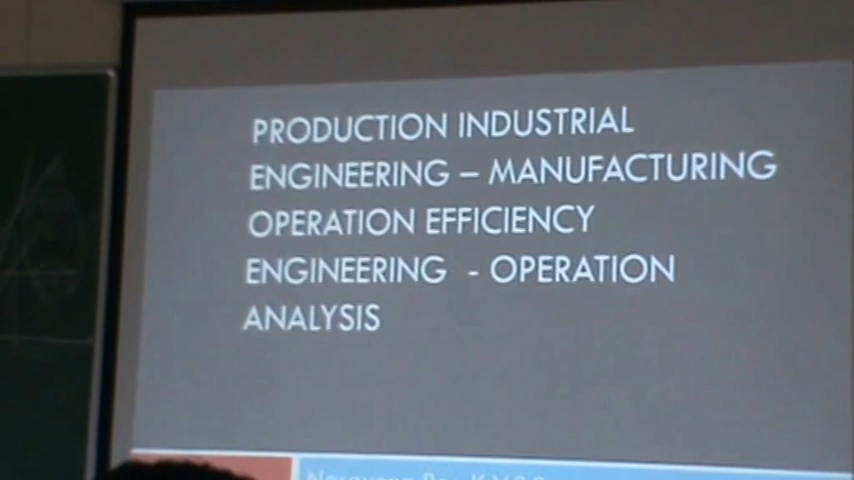 PRODUCTION INDUSTRIAL
ENGINEERING – MANUFACTURING
OPERATION EFFICIENCY
ENGINEERING - OPERATION
ANALYSIS